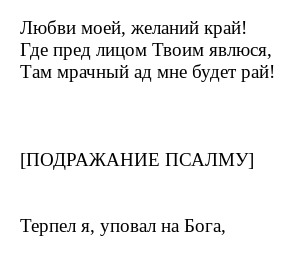 Любви моей, желаний край!
Где пред лицом Твоим явлюся,
Там мрачный ад мне будет рай!
[ПОДРАЖАНИЕ ПСАЛМУ]
Терпел я, уповал на Бога,